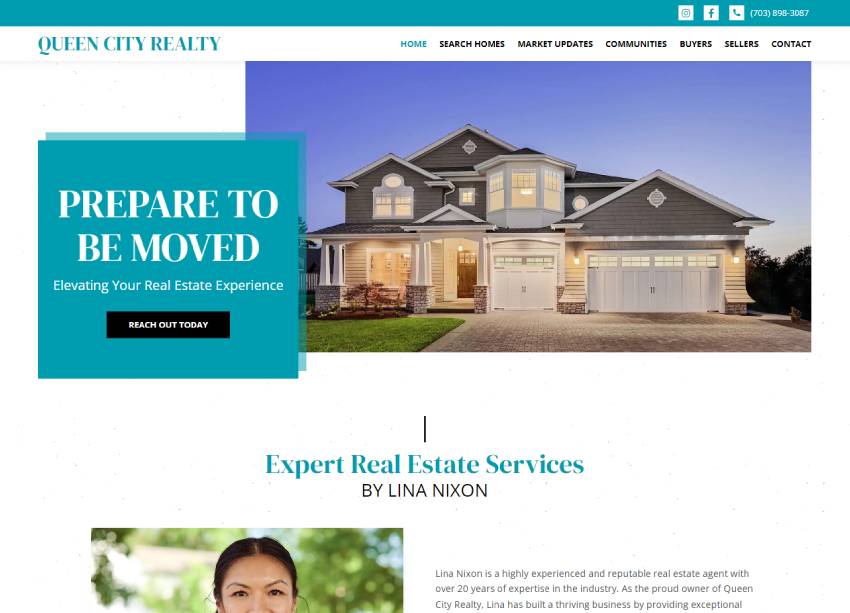 (703) 898-3087
QUEEN CITY REALTY
HOME SEARCH HOMES MARKET UPDATES COMMUNITIES BUYERS SELLERS CONTACT
PREPARE TO
BE MOVED
Elevating Your Real Estate Experience
REACH OUT TODAY
Expert Real Estate Services
BY LINA NIXON
Lina Nixon is a highly experienced and reputable real estate agent with
over 20 years of expertise in the industry. As the proud owner of Queen
City Realty, Lina has built a thriving business by providing exceptional